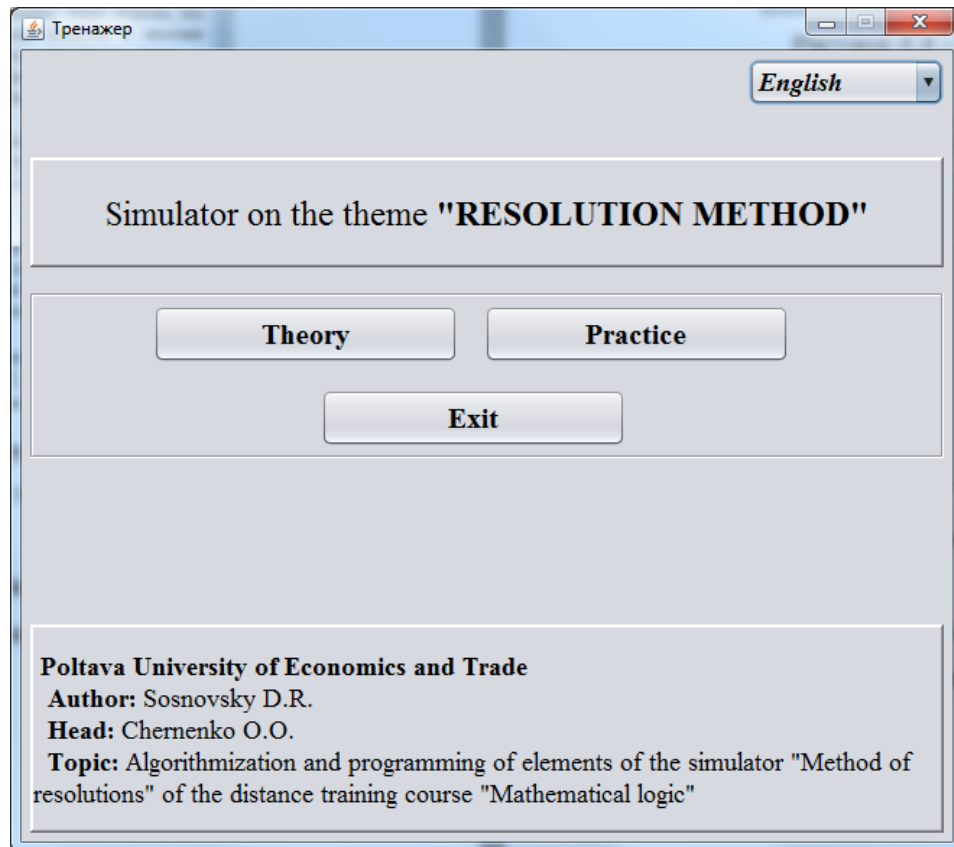 Тренажер
English
Simulator on the theme "RESOLUTION METHOD"
Theory
Practice
Exit
Poltava University of Economics and Trade
Author: Sosnovsky D.R.
Head: Chernenko O.O.
Topic: Algorithmization and programming of elements of the simulator "Method of
resolutions" of the distance training course "Mathematical logic"